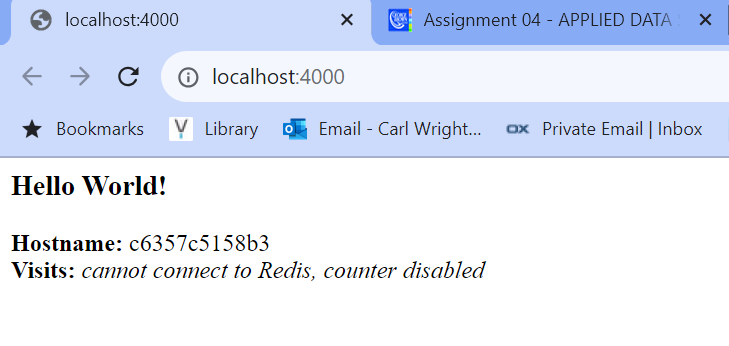 localhost:4000
Assignment 04 - APPLIED DATA
localhost:4000
Bookmarks
Library
Email - Carl Wright...
Private Email | Inbox
Hello World!
Hostname: c6357c5158b3
Visits: cannot connect to Redis, counter disabled